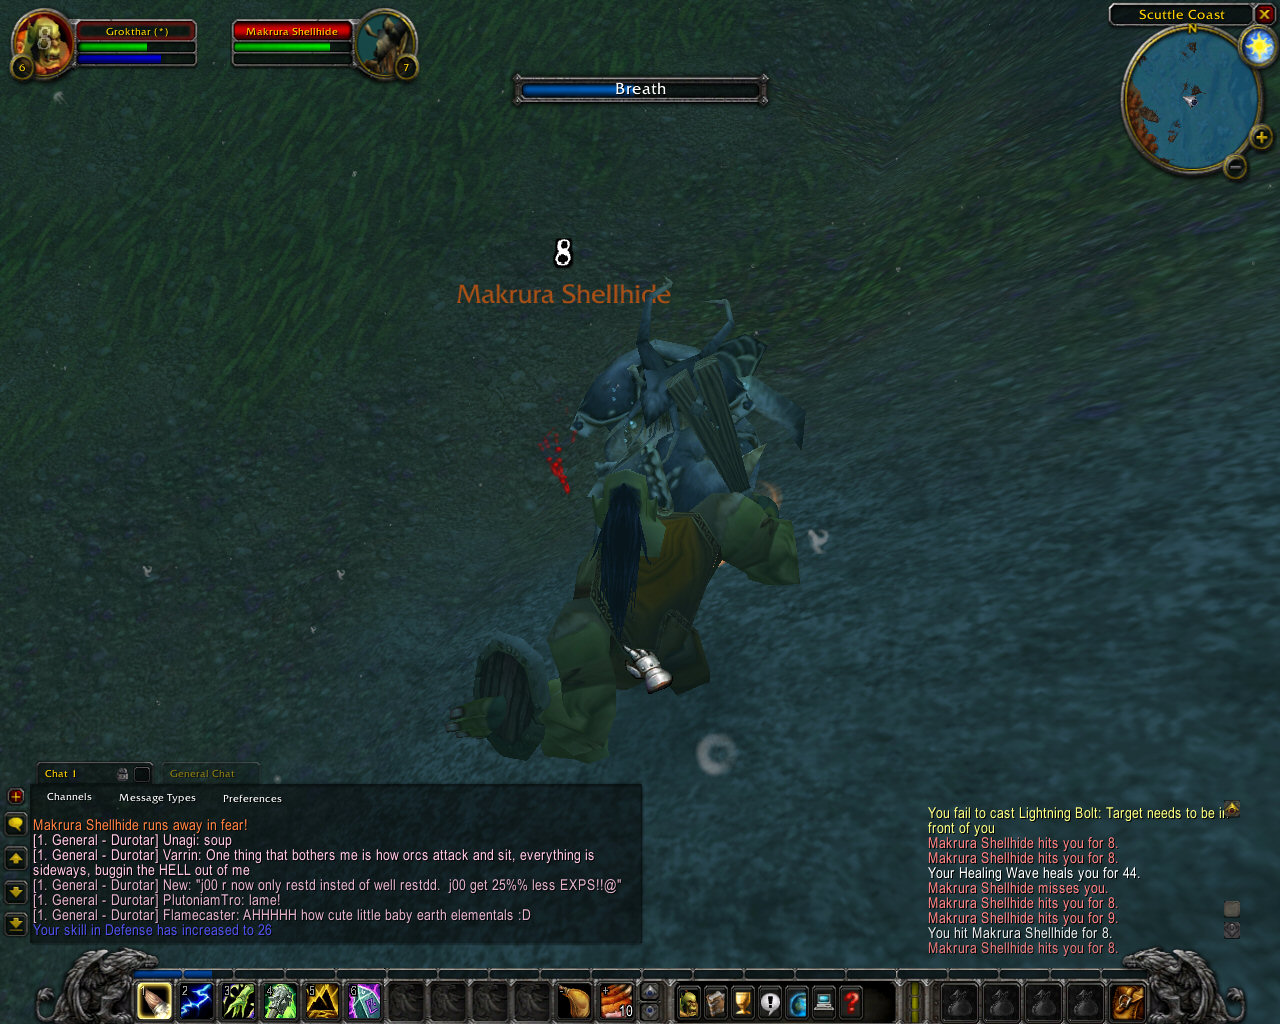 Grokthar (*)
8
6
Makrura Shellhide
7
Breath
Scuttle Coast
N
8
Makrura Shellhide
Chat 1
General Chat
Channels
Message Types
Preferences
Makrura Shellhide runs away in fear!
[1. General - Durotar] Unagi: soup
[1. General - Durotar] Varrin: One thing that bothers me is how orcs attack and sit, everything is
sideways, buggin the HELL out of me
[1. General - Durotar] New: "j00 r now only restd insted of well restdd.  j00 get 25%% less EXPS!!@"
[1. General - Durotar] PlutoniamTro: lame!
[1. General - Durotar] Flamecaster: AHHHHH how cute little baby earth elementals :D
Your skill in Defense has increased to 26
You fail to cast Lightning Bolt: Target needs to be in
front of you
Makrura Shellhide hits you for 8.
Makrura Shellhide hits you for 8.
Your Healing Wave heals you for 44.
Makrura Shellhide misses you.
Makrura Shellhide hits you for 8.
Makrura Shellhide hits you for 9.
You hit Makrura Shellhide for 8.
Makrura Shellhide hits you for 8.
1
2
3
4
5
6
+
10